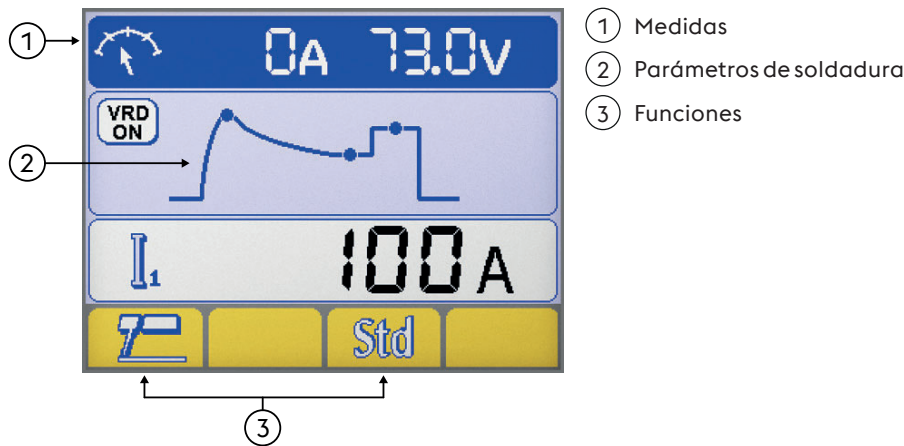 1 0A 73.0V
1 Medidas
2 Parámetros de soldadura
3 Funciones
VRD
ON
2
I1 100A
Std
3